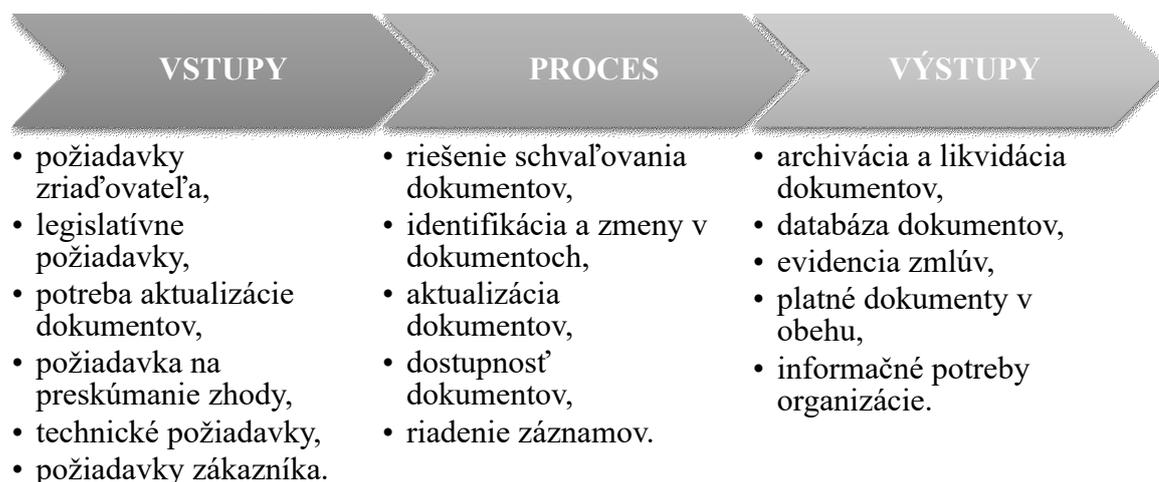 VSTUPY
• požiadavky
zriaďovateľa,
• legislatívne
požiadavky,
• potreba aktualizácie
dokumentov,
• požiadavka na
preskúmanie zhody,
• technické požiadavky,
• požiadavky zákazníka.
PROCES
• riešenie schvaľovania
dokumentov,
• identifikácia a zmeny v
dokumentoch,
• aktualizácia
dokumentov,
• dostupnosť
dokumentov,
• riadenie záznamov.
VÝSTUPY
• archivácia a likvidácia
dokumentov,
• databáza dokumentov,
• evidencia zmlúv,
• platné dokumenty v
obehu,
• informačné potreby
organizácie.